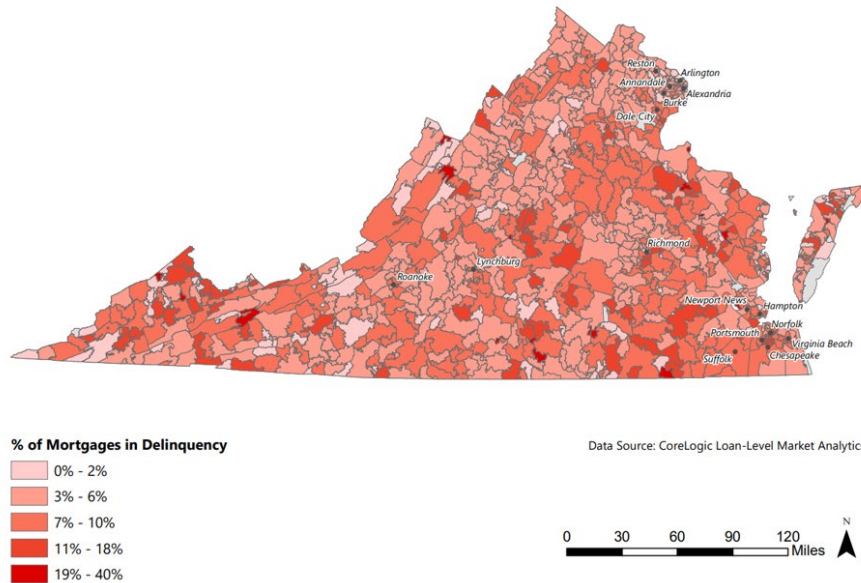 Reston
Arlington
Annandale
Alexandria
Burke
Dale City
Richmond
Lynchburg
Roanoke
Newport News
Hampton
Norfolk
Portsmouth
Virginia Beach
Suffolk
Chesapeake
% of Mortgages in Delinquency
Data Source: CoreLogic Loan-Level Market Analytic
0% - 2%
3% - 6%
7% - 10%
11% - 18%
19% - 40%
N
0 30 60 90 120
Miles